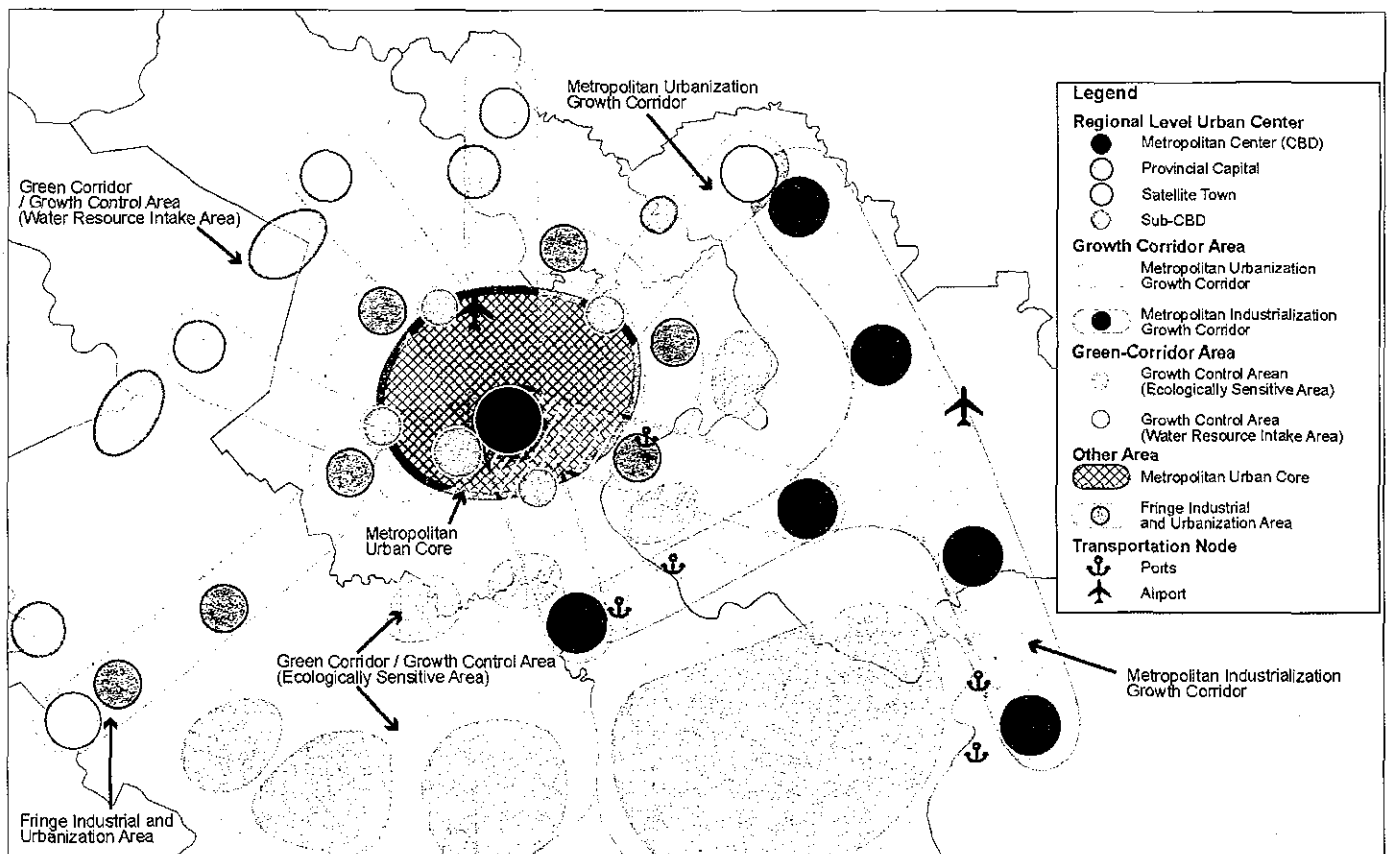 Metropolitan Urbanization
Growth Corridor
Green Corridor
/ Growth Control Area
(Water Resource Intake Area)
Metropolitan
Urban Core
Green Corridor / Growth Control Area
(Ecologically Sensitive Area)
Fringe Industrial and
Urbanization Area
Metropolitan Industrialization
Growth Corridor
Legend
Regional Level Urban Center
Metropolitan Center (CBD)
Provincial Capital
Satellite Town
Sub-CBD
Growth Corridor Area
Metropolitan Urbanization
Growth Corridor
Metropolitan Industrialization
Growth Corridor
Green-Corridor Area
Growth Control Arean
(Ecologically Sensitive Area)
Growth Control Area
(Water Resource Intake Area)
Other Area
Metropolitan Urban Core
Fringe Industrial
and Urbanization Area
Transportation Node
Ports
Airport